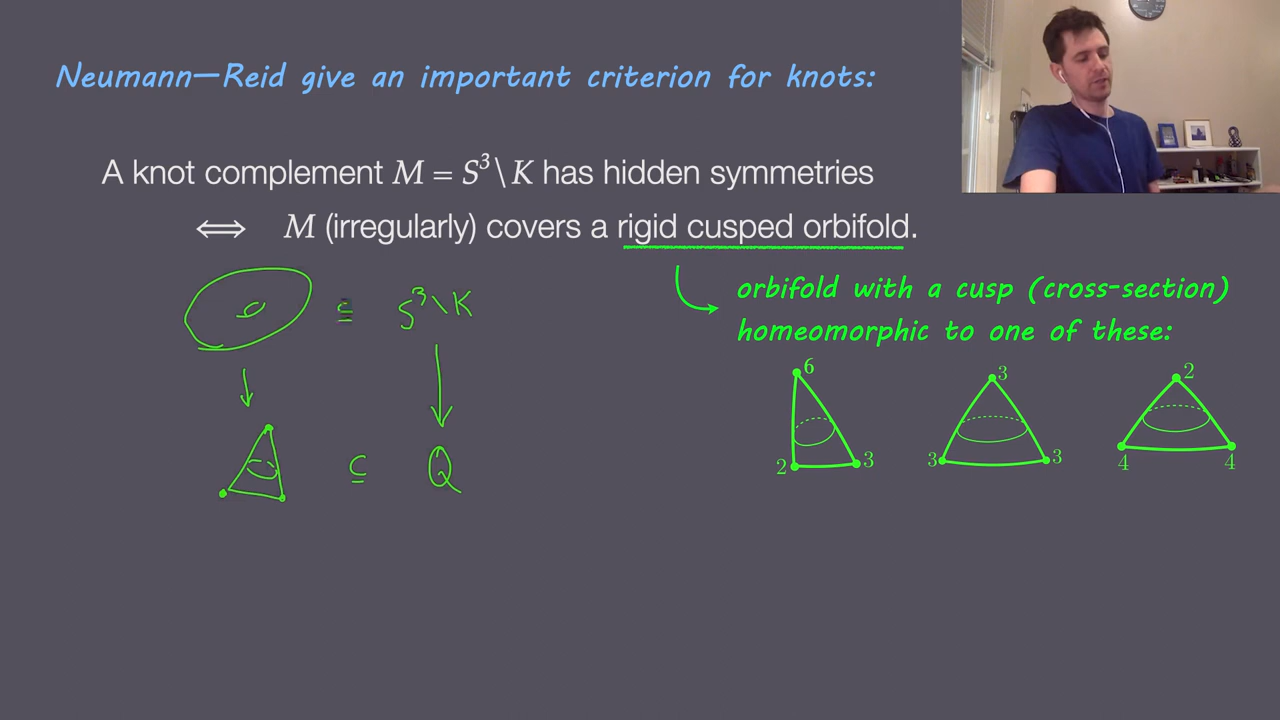 Neumann—Reid give an important criterion for knots:
A knot complement M = S³\K has hidden symmetries
⟺ M (irregularly) covers a rigid cusped orbifold.
orbifold with a cusp (cross-section)
homeomorphic to one of these:
⊆ S³\K
⊆ Q
6
2 3
3
3 3
2
4 4